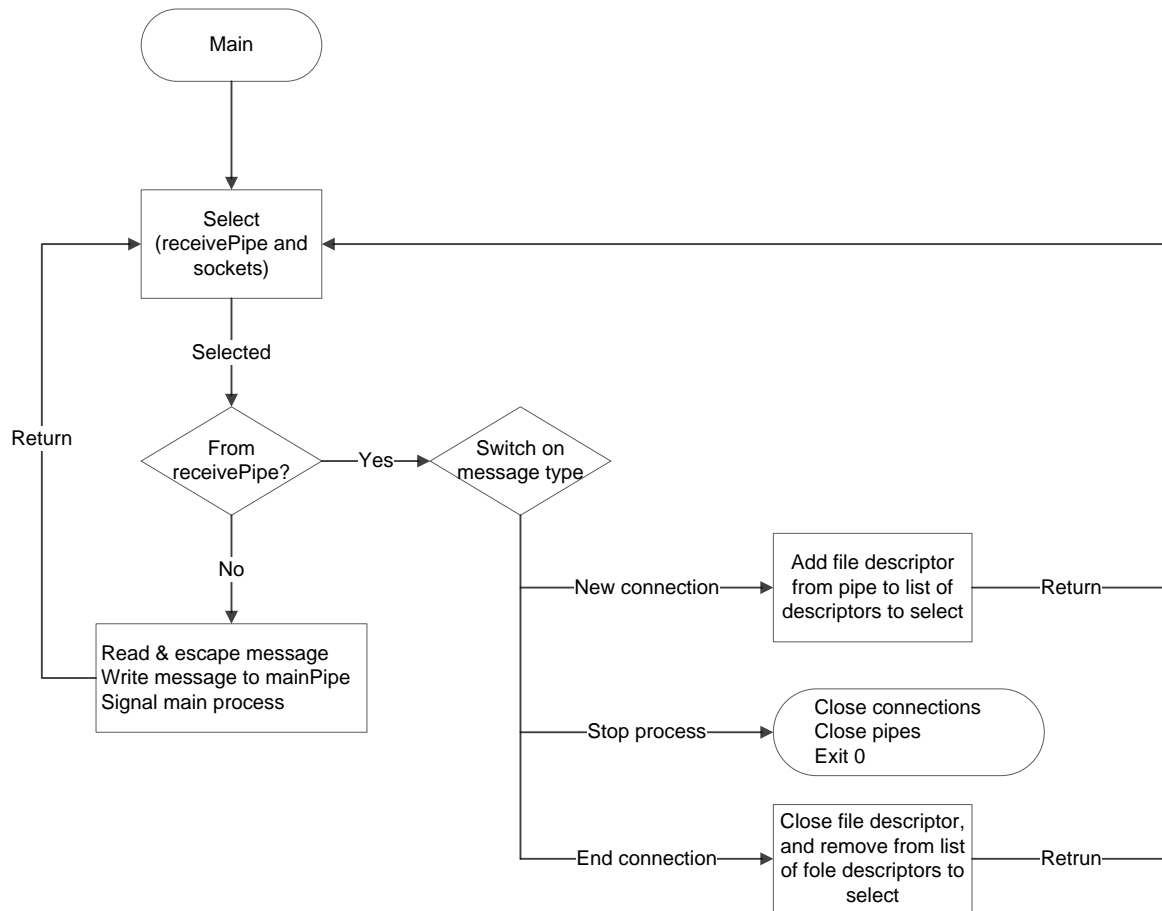 Main
Select
(receivePipe and
sockets)
Selected
Return
From
receivePipe?
Yes
Switch on
message type
No
Read & escape message
Write message to mainPipe
Signal main process
New connection
Add file descriptor
from pipe to list of
descriptors to select
Return
Stop process
Close connections
Close pipes
Exit 0
End connection
Close file descriptor,
and remove from list
of fole descriptors to
select
Retrun